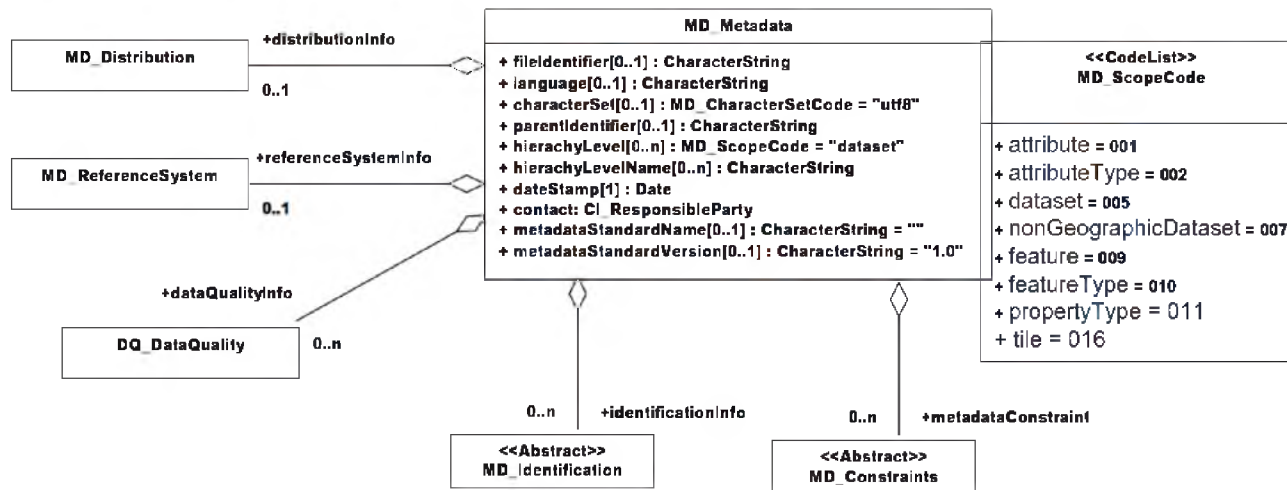 MD_Metadata
+distributionInfo
MD_Distribution
0..1
+ fileIdentifier[0..1] : CharacterString
+ language[0..1] : CharacterString
+ characterSet[0..1] : MD_CharacterSetCode = "utf8"
+ parentIdentifier[0..1] : CharacterString
+ hierachyLevel[0..n] : MD_ScopeCode = "dataset"
+ hierachyLevelName[0..n] : CharacterString
+ dateStamp[1] : Date
+ contact: CI_ResponsibleParty
+ metadataStandardName[0..1] : CharacterString = ""
+ metadataStandardVersion[0..1] : CharacterString = "1.0"
<<CodeList>>
MD_ScopeCode
+ attribute = 001
+ attributeType = 002
+ dataset = 005
+ nonGeographicDataset = 007
+ feature = 009
+ featureType = 010
+ propertyType = 011
+ tile = 016
+referenceSystemInfo
MD_ReferenceSystem
0..1
+dataQualityInfo
DQ_DataQuality
0..n
0..n +identificationInfo
<<Abstract>>
MD_Identification
0..n +metadataConstraint
<<Abstract>>
MD_Constraints